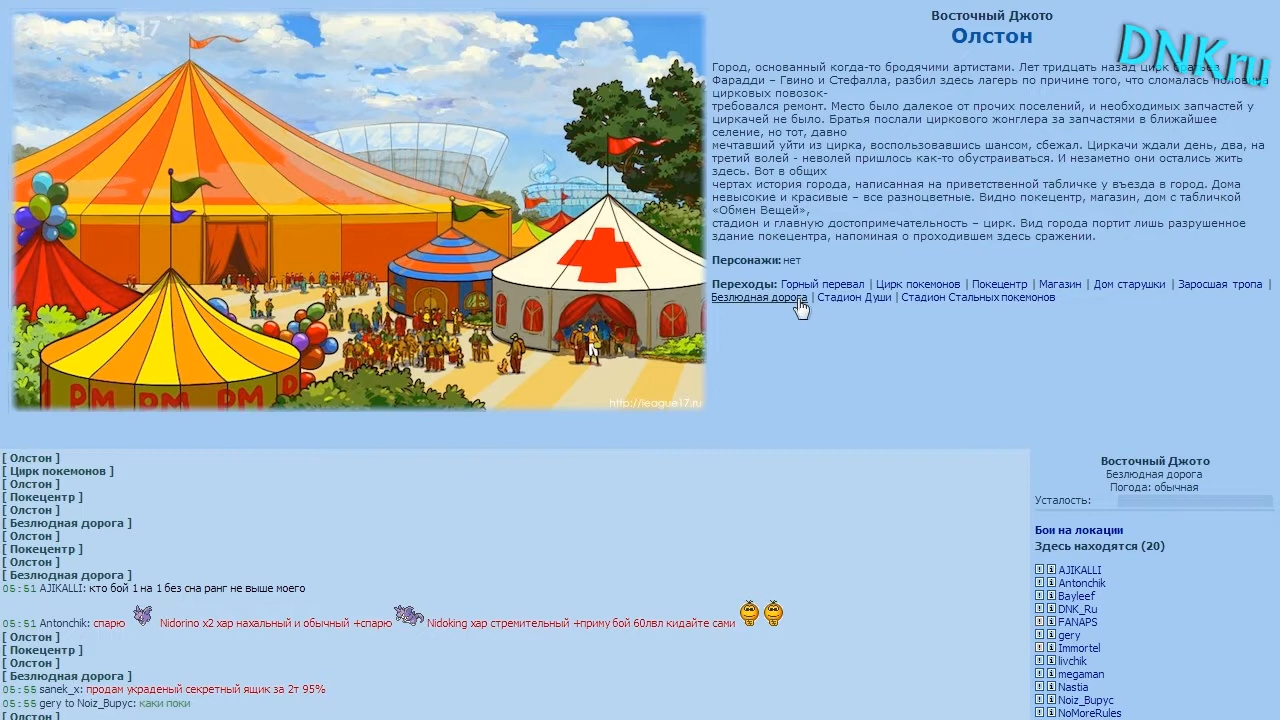 Восточный Джото
Олстон
DNK.ru
Город, основанный когда-то бродячими артистами. Лет тридцать назад цирк братьев
Фарадди – Гвино и Стефалла, разбил здесь лагерь по причине того, что сломалась половина
цирковых повозок-
требовался ремонт. Место было далекое от прочих поселений, и необходимых запчастей у
циркачей не было. Братья послали циркового жонглера за запчастями в ближайшее
селение, но тот, давно
мечтавший уйти из цирка, воспользовавшись шансом, сбежал. Циркачи ждали день, два, на
третий волей - неволей пришлось как-то обустраиваться. И незаметно они остались жить
здесь. Вот в общих
чертах история города, написанная на приветственной табличке у въезда в город. Дома
невысокие и красивые – все разноцветные. Видно покецентр, магазин, дом с табличкой
«Обмен Вещей»,
стадион и главную достопримечательность – цирк. Вид города портит лишь разрушенное
здание покецентра, напоминая о проходившем здесь сражении.
Персонажи: нет
Переходы: Горный перевал | Цирк покемонов | Покецентр | Магазин | Дом старушки | Заросшая тропа |
Безлюдная дорога | Стадион Души | Стадион Стальных покемонов
DM DM DM D
http://league17.ru
[ Олстон ]
[ Цирк покемонов ]
[ Олстон ]
[ Покецентр ]
[ Олстон ]
[ Безлюдная дорога ]
[ Олстон ]
[ Покецентр ]
[ Олстон ]
[ Безлюдная дорога ]
05:51 AJIKALLI: кто бой 1 на 1 без сна ранг не выше моего
05:51 Antonchik: спарю Nidorino x2 хар нахальный и обычный +спарю Nidoking хар стремительный +приму бой 60лвл кидайте сами
[ Олстон ]
[ Покецентр ]
[ Олстон ]
[ Безлюдная дорога ]
05:55 sanek_x: продам украденый секретный ящик за 2т 95%
05:55 gery to Noiz_Вирус: каки поки
[ Олстон ]
Восточный Джото
Безлюдная дорога
Погода: обычная
Усталость:
Бои на локации
Здесь находятся (20)
AJIKALLI
Antonchik
Bayleef
DNK_Ru
FANAPS
gery
Immortel
livchik
megaman
Nastia
Noiz_Вирус
NoMoreRules